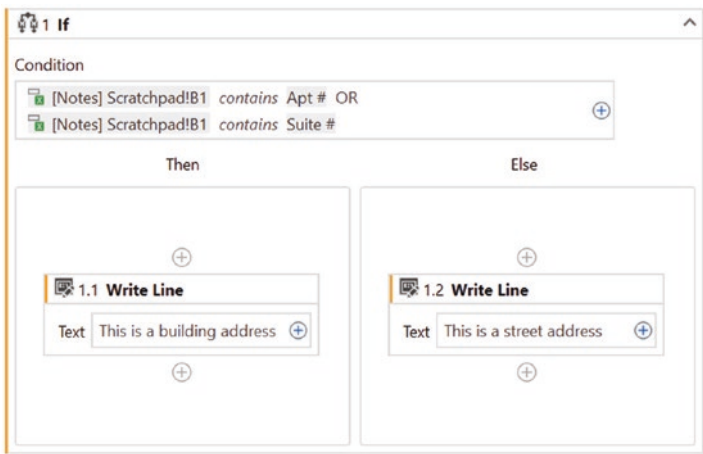 1 If
Condition
[Notes] Scratchpad!B1 contains Apt # OR
[Notes] Scratchpad!B1 contains Suite #
Then
Else
1.1 Write Line
Text This is a building address
1.2 Write Line
Text This is a street address